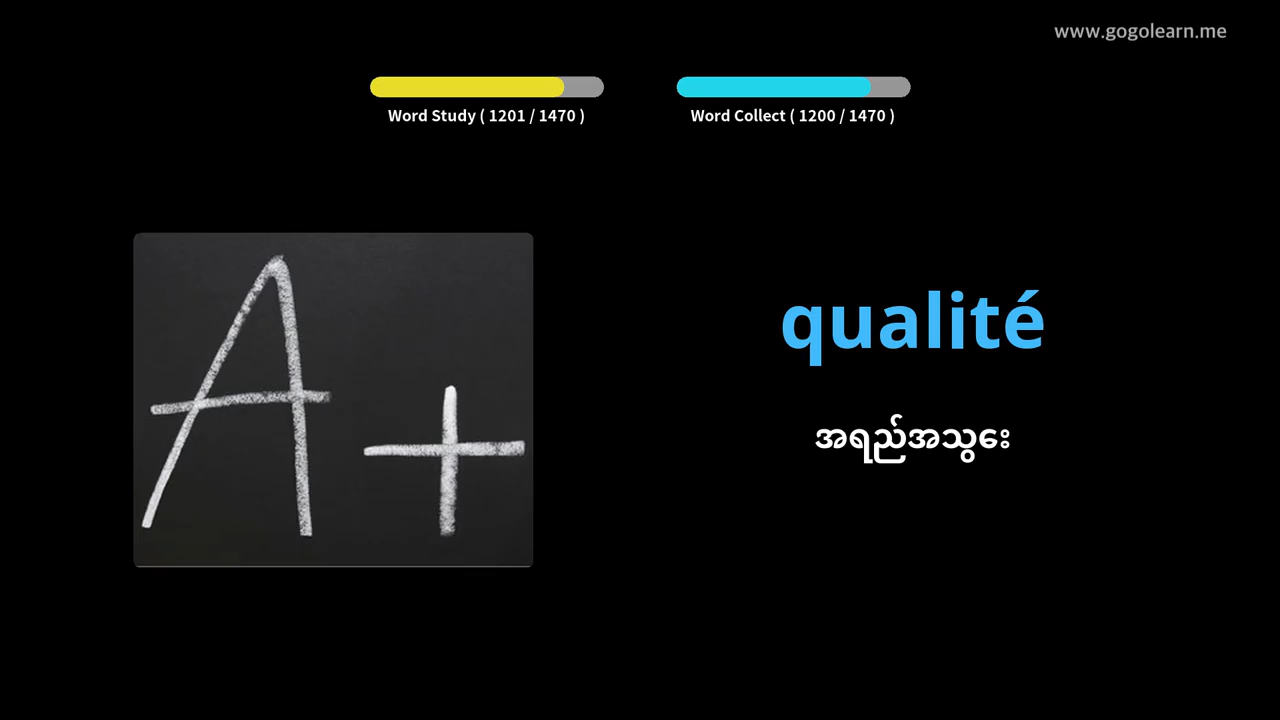 www.gogolearn.me
Word Study ( 1201 / 1470 )
Word Collect ( 1200 / 1470 )
A+
qualité
အရည်အသွေး